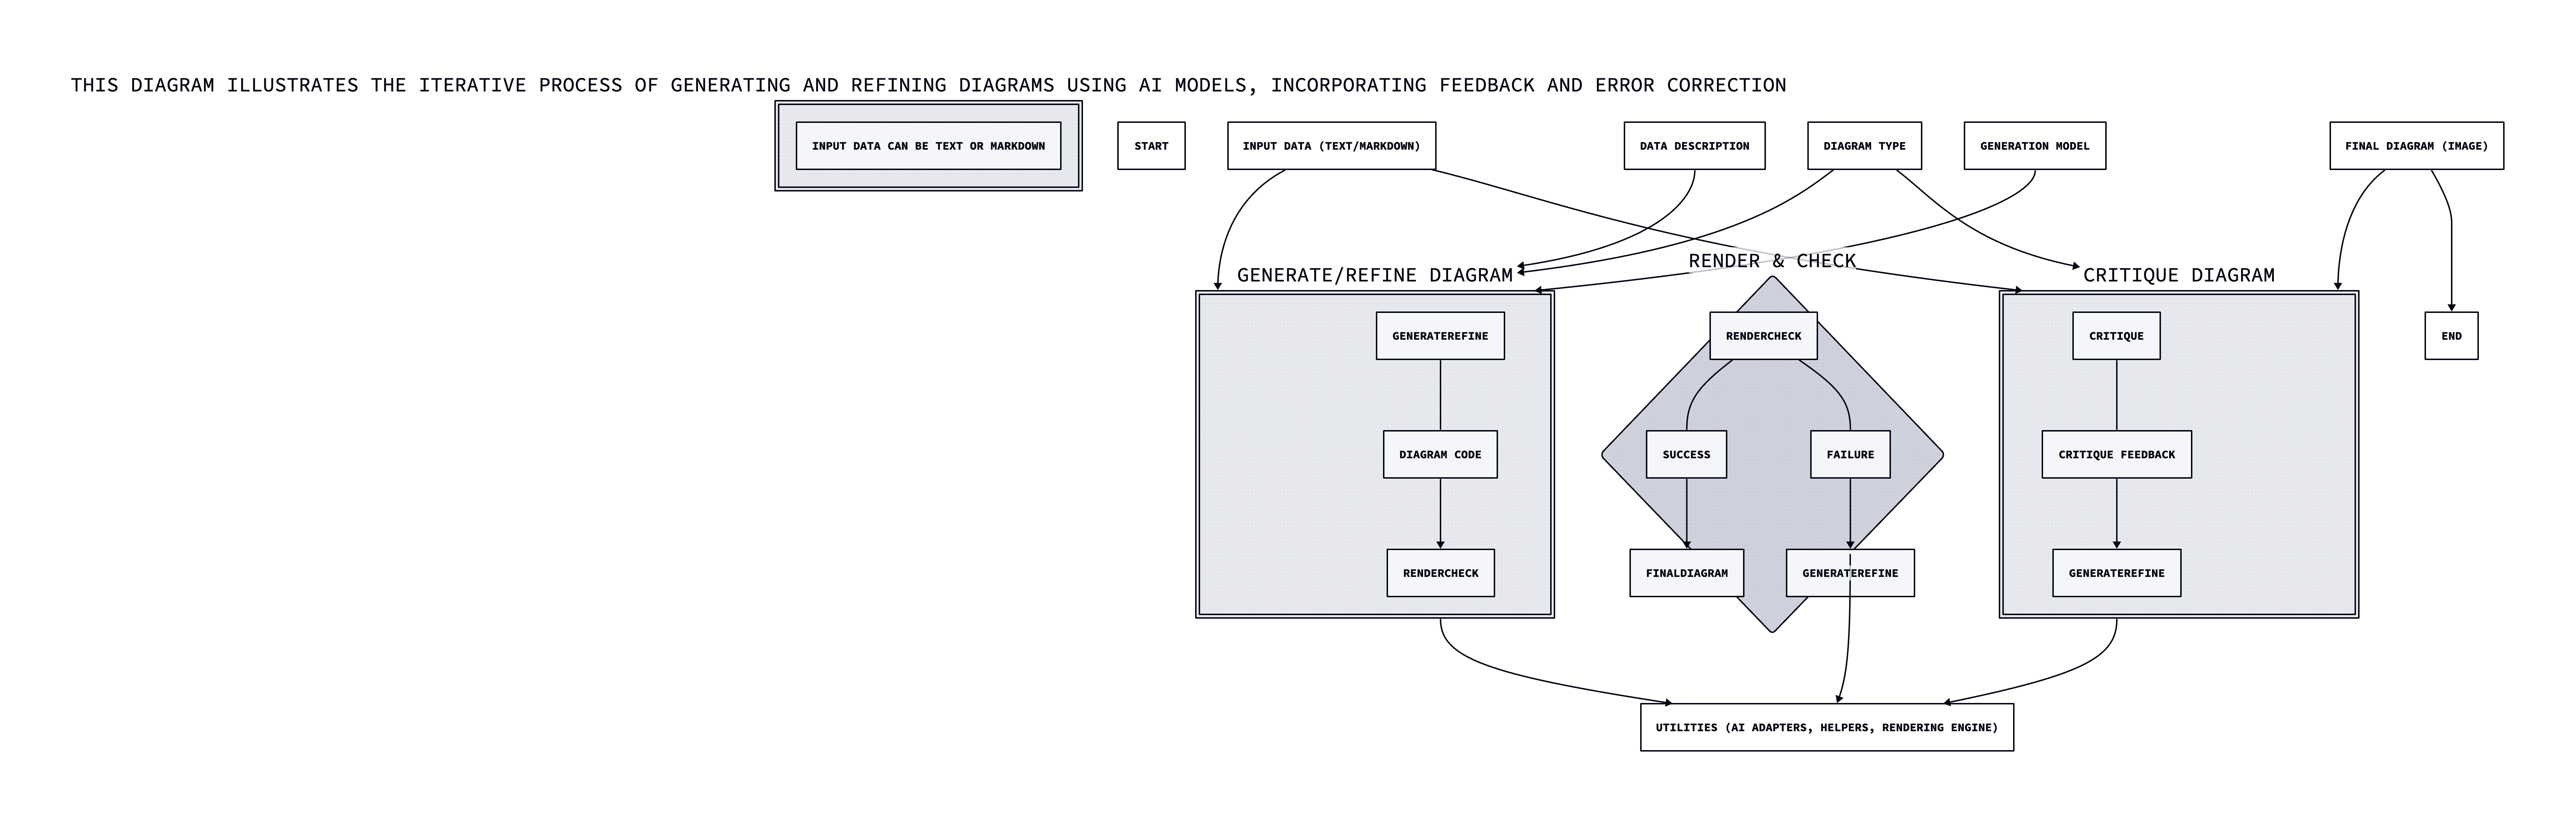 THIS DIAGRAM ILLUSTRATES THE ITERATIVE PROCESS OF GENERATING AND REFINING DIAGRAMS USING AI MODELS, INCORPORATING FEEDBACK AND ERROR CORRECTION
INPUT DATA CAN BE TEXT OR MARKDOWN
START
INPUT DATA (TEXT/MARKDOWN)
DATA DESCRIPTION
DIAGRAM TYPE
GENERATION MODEL
FINAL DIAGRAM (IMAGE)
GENERATE/REFINE DIAGRAM
GENERATEREFINE
DIAGRAM CODE
RENDERCHECK
RENDER & CHECK
RENDERCHECK
SUCCESS
FAILURE
FINALDIAGRAM
GENERATEREFINE
CRITIQUE DIAGRAM
CRITIQUE
CRITIQUE FEEDBACK
GENERATEREFINE
END
UTILITIES (AI ADAPTERS, HELPERS, RENDERING ENGINE)